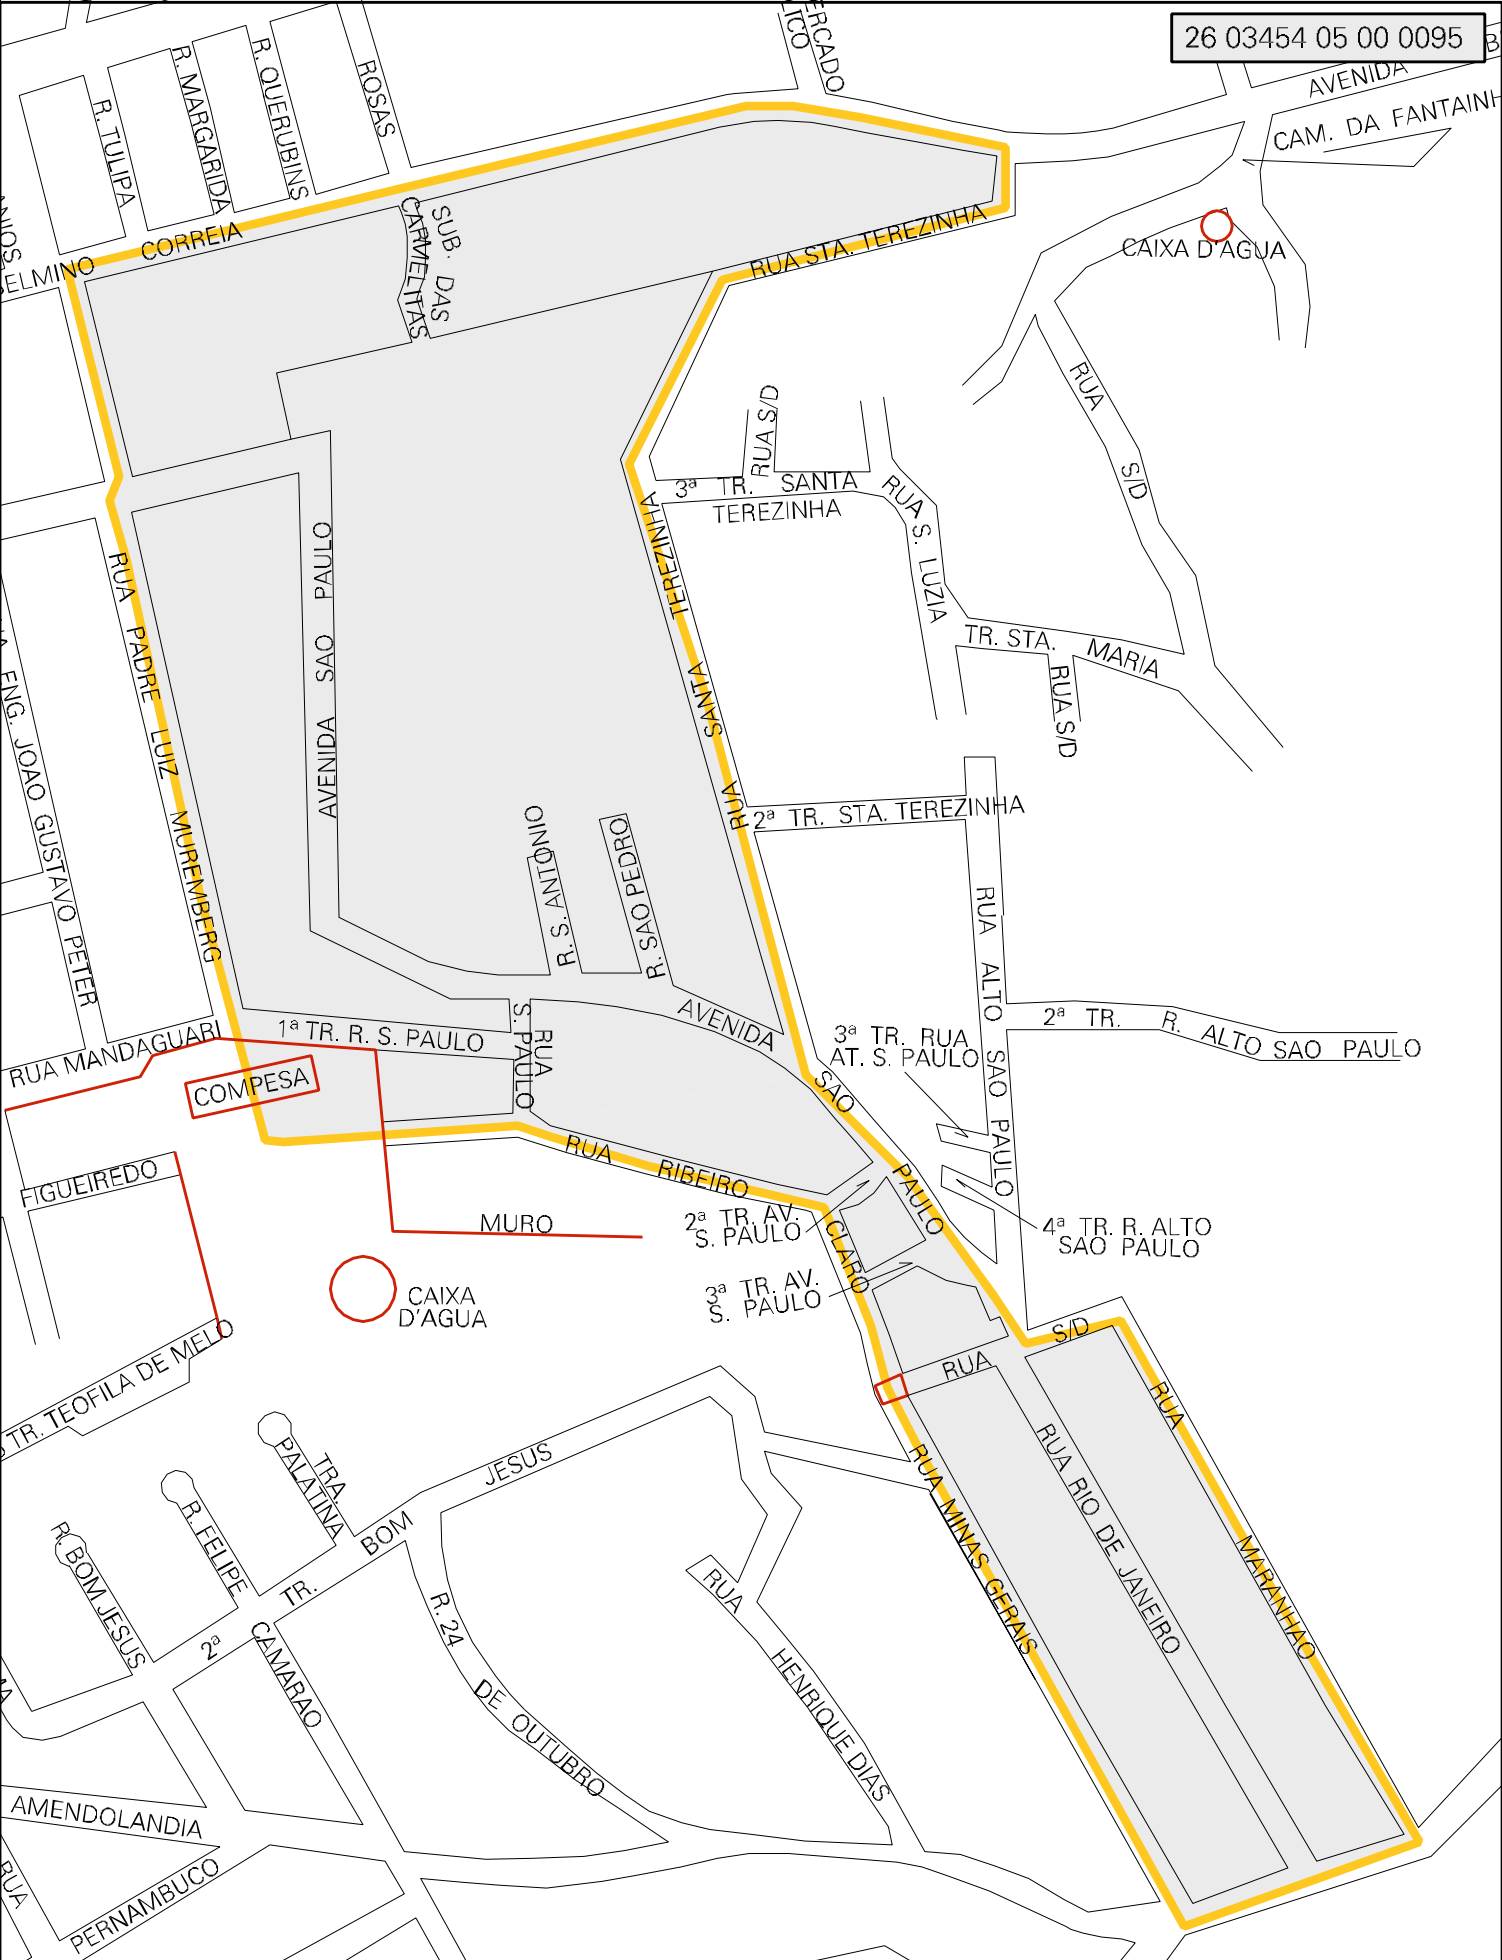 26 03454 05 00 0095
AVENIDA
CAM. DA FANTAINH
ERCADO
LICO
ROSAS
R. QUERUBINS
R. MARGARIDA
R. TULIPA
CORREIA
ELMINO
SUB. DAS
CARMELITAS
RUA STA. TEREZINHA
CAIXA D'AGUA
RUA S/D
RUA S/D
3ª TR. SANTA
TEREZINHA
RUA S. LUZIA
TR. STA. MARIA
RUA S/D
RUA SANTA TEREZINHA
2ª TR. STA. TEREZINHA
AVENIDA SAO PAULO
RUA PADRE LUIZ MUREMBERG
ENG. JOAO GUSTAVO PETER
R. S. ANTONIO
R. SAO PEDRO
RUA ALTO SAO PAULO
2ª TR. R. ALTO SAO PAULO
3ª TR. RUA
AT. S. PAULO
AVENIDA SAO PAULO
1ª TR. R. S. PAULO
RUA
S. PAULO
RUA MANDAGUARI
COMPESA
FIGUEIREDO
RUA RIBEIRO CLARO
MURO
CAIXA
D'AGUA
2ª TR. AV.
S. PAULO
3ª TR. AV.
S. PAULO
4ª TR. R. ALTO
SAO PAULO
RUA S/D
TR. TEOFILA DE MELO
TRA.
PALATINA
R. FELIPE
R. BOM JESUS
2ª TR. BOM JESUS
CAMARAO
R. 24 DE OUTUBRO
RUA HENRIQUE DIAS
RUA MINAS GERAIS
RUA RIO DE JANEIRO
RUA MARANHAO
AMENDOLANDIA
PERNAMBUCO
RUA